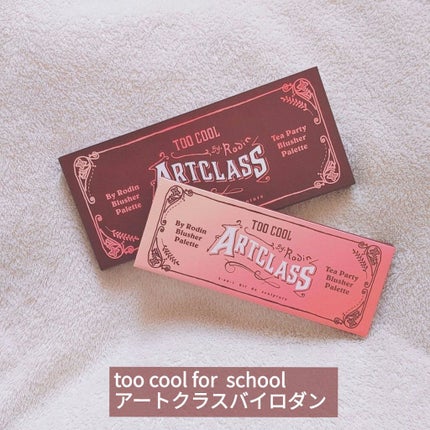 TOO COOL
By Rodin
ARTCLASS
By Rodin
Blusher
Palette
Tea Party
Blusher
Palette
TOO COOL
By Rodin
ARTCLASS
By Rodin
Blusher
Palette
Tea Party
Blusher
Palette
too cool for school
アートクラスバイロダン